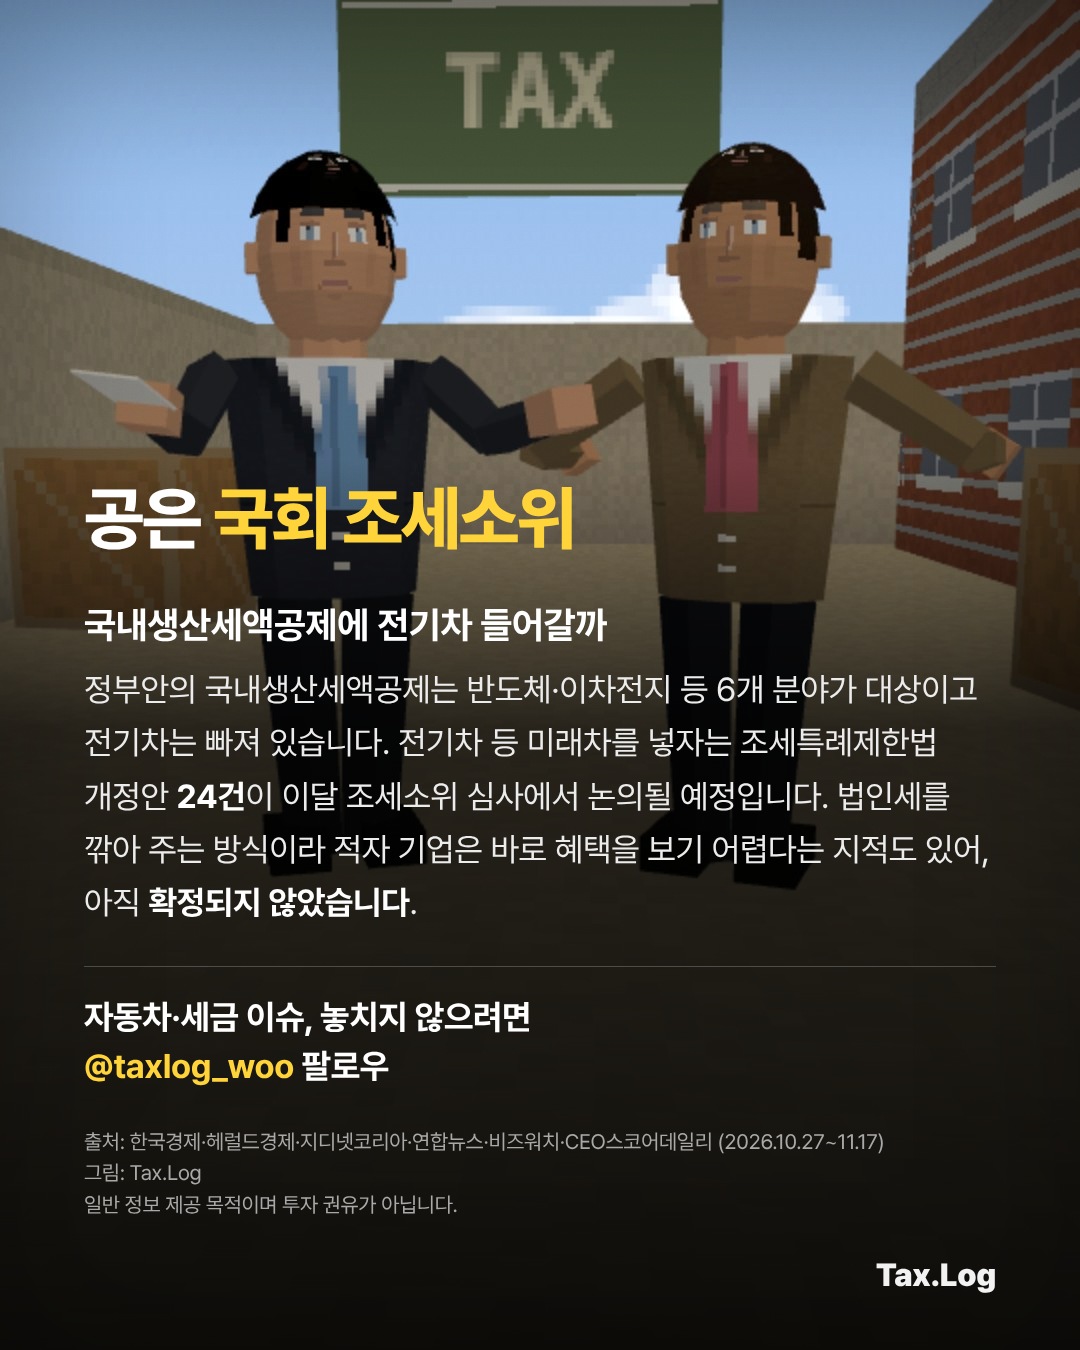 TAX
공은 국회 조세소위
국내생산세액공제에 전기차 들어갈까
정부안의 국내생산세액공제는 반도체·이차전지 등 6개 분야가 대상이고
전기차는 빠져 있습니다. 전기차 등 미래차를 넣자는 조세특례제한법
개정안 24건이 이달 조세소위 심사에서 논의될 예정입니다. 법인세를
깎아 주는 방식이라 적자 기업은 바로 혜택을 보기 어렵다는 지적도 있어,
아직 확정되지 않았습니다.
자동차·세금 이슈, 놓치지 않으려면
@taxlog_woo 팔로우
출처: 한국경제·헤럴드경제·지디넷코리아·연합뉴스·비즈워치·CEO스코어데일리 (2026.10.27~11.17)
그림: Tax.Log
일반 정보 제공 목적이며 투자 권유가 아닙니다.
Tax.Log